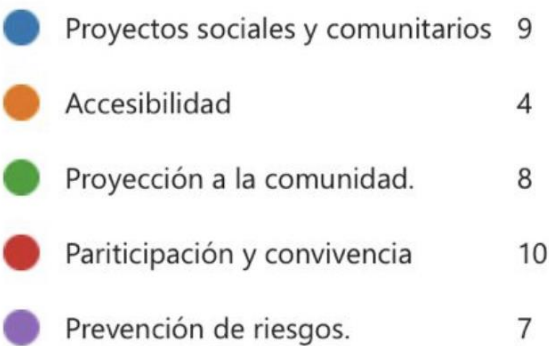 Proyectos sociales y comunitarios 9
Accesibilidad 4
Proyección a la comunidad. 8
Pariticipación y convivencia 10
Prevención de riesgos. 7